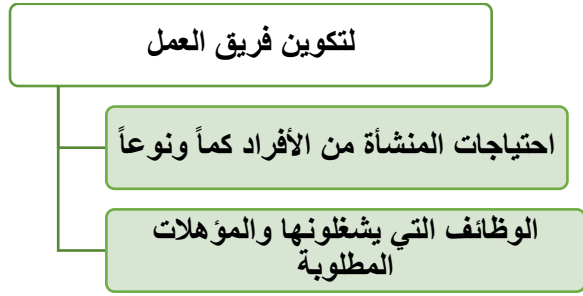 لتكوين فريق العمل
احتياجات المنشأة من الأفراد كماً ونوعاً
الوظائف التي يشغلونها والمؤهلات
المطلوبة